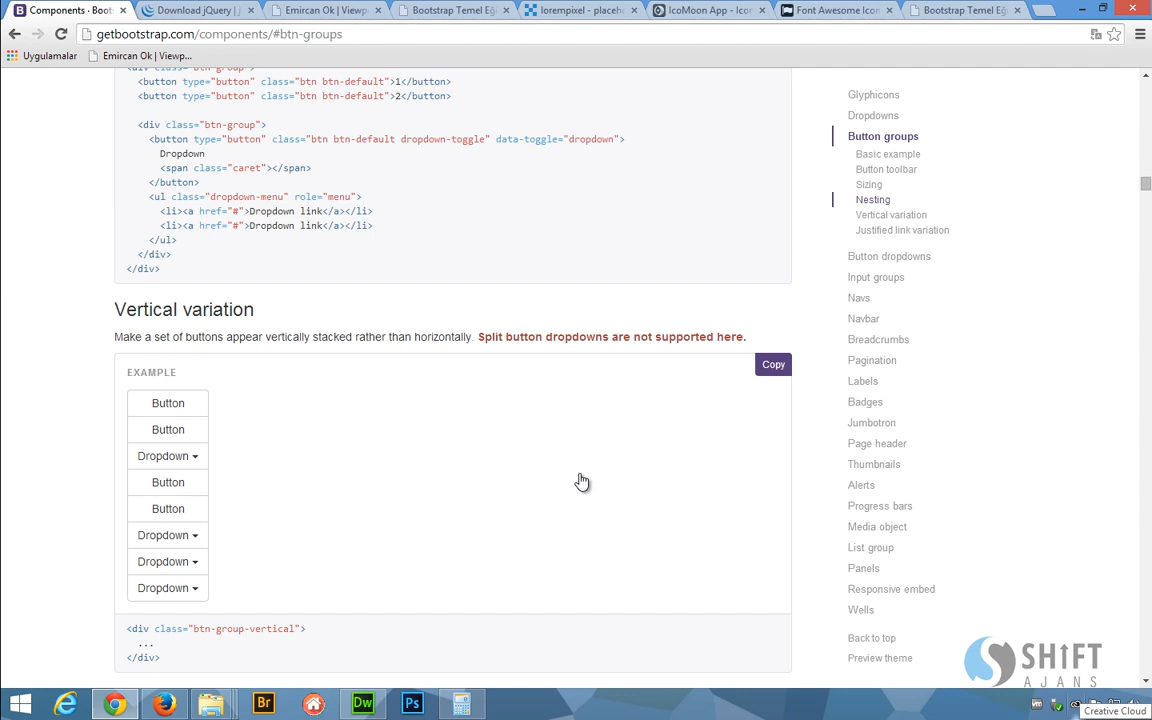 Components · Boots
Download jQuery | j
Emircan Ok | Viewpo
Bootstrap Temel Eği
lorempixel - placeho
IcoMoon App - Icon
Font Awesome Icon
Bootstrap Temel Eği
getbootstrap.com/components/#btn-groups
Uygulamalar
Emircan Ok | Viewp...
<div class="btn-group">
<button type="button" class="btn btn-default">1</button>
<button type="button" class="btn btn-default">2</button>
<div class="btn-group">
<button type="button" class="btn btn-default dropdown-toggle" data-toggle="dropdown">
Dropdown
<span class="caret"></span>
</button>
<ul class="dropdown-menu" role="menu">
<li><a href="#">Dropdown link</a></li>
<li><a href="#">Dropdown link</a></li>
</ul>
</div>
</div>
Vertical variation
Make a set of buttons appear vertically stacked rather than horizontally. Split button dropdowns are not supported here.
EXAMPLE
Copy
Button
Button
Dropdown
Button
Button
Dropdown
Dropdown
Dropdown
<div class="btn-group-vertical">
...
</div>
Glyphicons
Dropdowns
Button groups
Basic example
Button toolbar
Sizing
Nesting
Vertical variation
Justified link variation
Button dropdowns
Input groups
Navs
Navbar
Breadcrumbs
Pagination
Labels
Badges
Jumbotron
Page header
Thumbnails
Alerts
Progress bars
Media object
List group
Panels
Responsive embed
Wells
Back to top
Preview theme
SHIFT
AJANS
Br
Dw
Ps
Creative Cloud